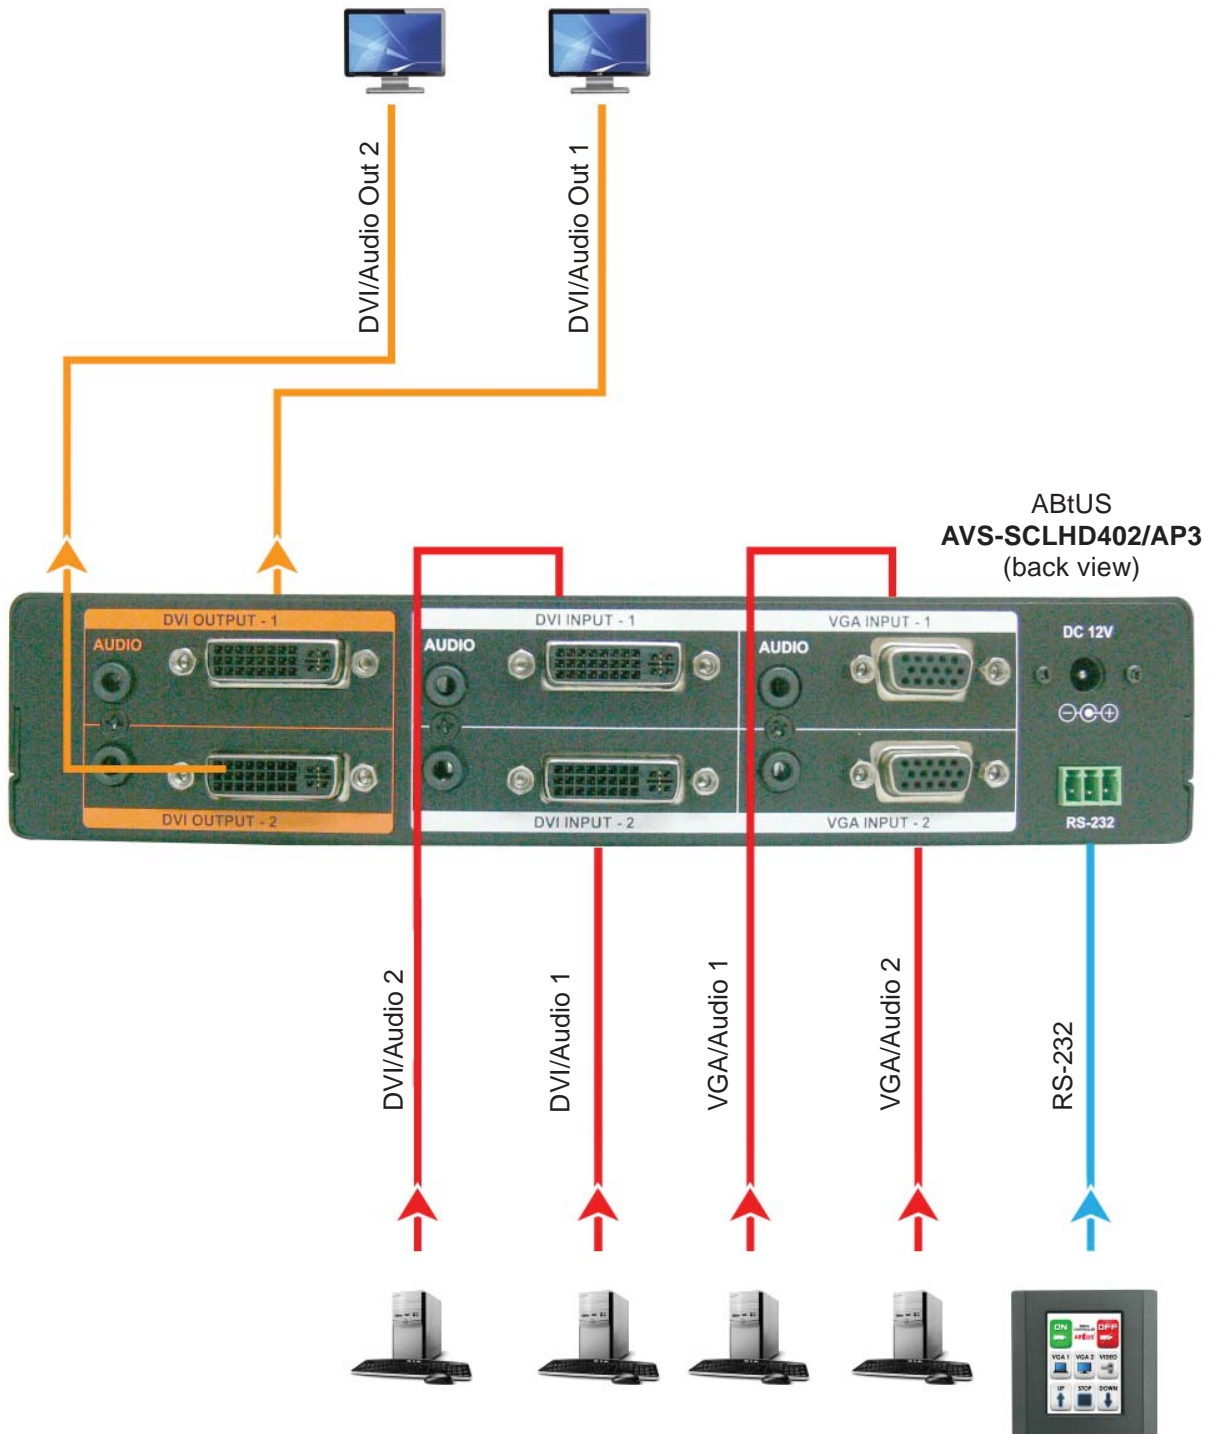 DVI/Audio Out 2
DVI/Audio Out 1
ABtUS
AVS-SCLHD402/AP3
(back view)
DVI OUTPUT - 1
DVI INPUT - 1
VGA INPUT - 1
DC 12V
AUDIO
AUDIO
AUDIO
DVI OUTPUT - 2
DVI INPUT - 2
VGA INPUT - 2
RS-232
DVI/Audio 2
DVI/Audio 1
VGA/Audio 1
VGA/Audio 2
RS-232
ON
OFF
VGA 1
VGA 2
VIDEO
UP
STOP
DOWN